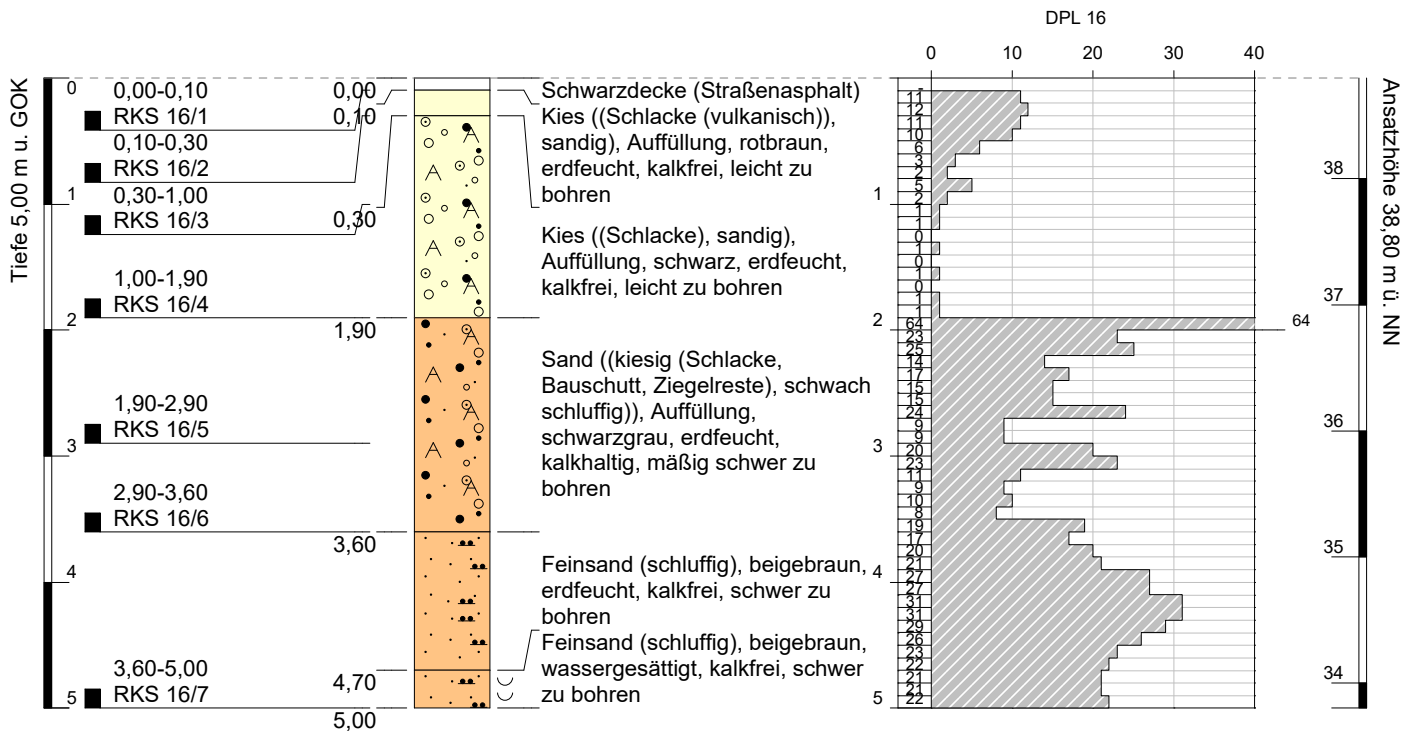 DPL 16
0 10 20 30 40
Tiefe 5,00 m u. GOK
0
1
2
3
4
5
0,00-0,10
RKS 16/1
0,10-0,30
RKS 16/2
0,30-1,00
RKS 16/3
1,00-1,90
RKS 16/4
1,90-2,90
RKS 16/5
2,90-3,60
RKS 16/6
3,60-5,00
RKS 16/7
0,00
0,10
0,30
1,90
3,60
4,70
5,00
Schwarzdecke (Straßenasphalt)
Kies ((Schlacke (vulkanisch)),
sandig), Auffüllung, rotbraun,
erdfeucht, kalkfrei, leicht zu
bohren
Kies ((Schlacke), sandig),
Auffüllung, schwarz, erdfeucht,
kalkfrei, leicht zu bohren
Sand ((kiesig (Schlacke,
Bauschutt, Ziegelreste), schwach
schluffig)), Auffüllung,
schwarzgrau, erdfeucht,
kalkhaltig, mäßig schwer zu
bohren
Feinsand (schluffig), beigebraun,
erdfeucht, kalkfrei, schwer zu
bohren
Feinsand (schluffig), beigebraun,
wassergesättigt, kalkfrei, schwer
zu bohren
1
2
3
4
5
-
11
12
11
10
6
3
2
5
2
1
1
0
1
0
1
0
1
1
64
23
25
14
17
15
15
24
9
9
20
23
11
9
10
8
19
17
20
21
27
27
31
31
29
26
23
22
21
21
22
64
38
37
36
35
34
Ansatzhöhe 38,80 m ü. NN